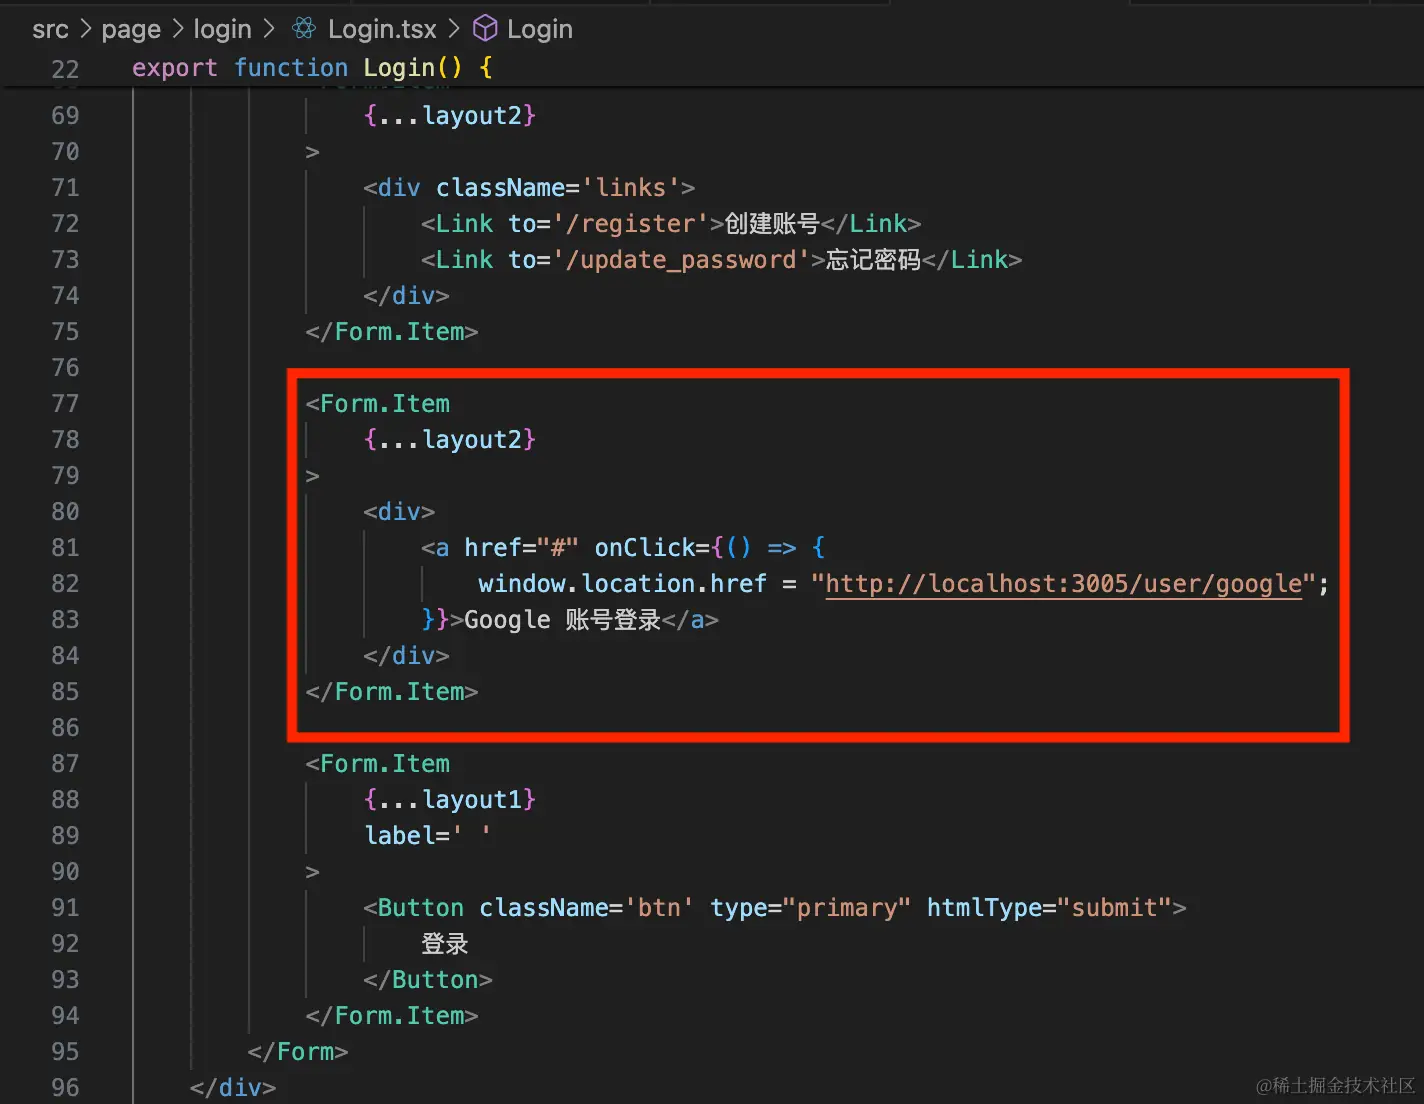 src > page > login > Login.tsx > Login
22 export function Login() {
69 {...layout2}
70 >
71 <div className='links'>
72 <Link to='/register'>创建账号</Link>
73 <Link to='/update_password'>忘记密码</Link>
74 </div>
75 </Form.Item>
76
77 <Form.Item
78 {...layout2}
79 >
80 <div>
81 <a href="#" onClick={() => {
82 window.location.href = "http://localhost:3005/user/google";
83 }}>Google 账号登录</a>
84 </div>
85 </Form.Item>
86
87 <Form.Item
88 {...layout1}
89 label=' '
90 >
91 <Button className='btn' type="primary" htmlType="submit">
92 登录
93 </Button>
94 </Form.Item>
95 </Form>
96 </div>
@稀土掘金技术社区